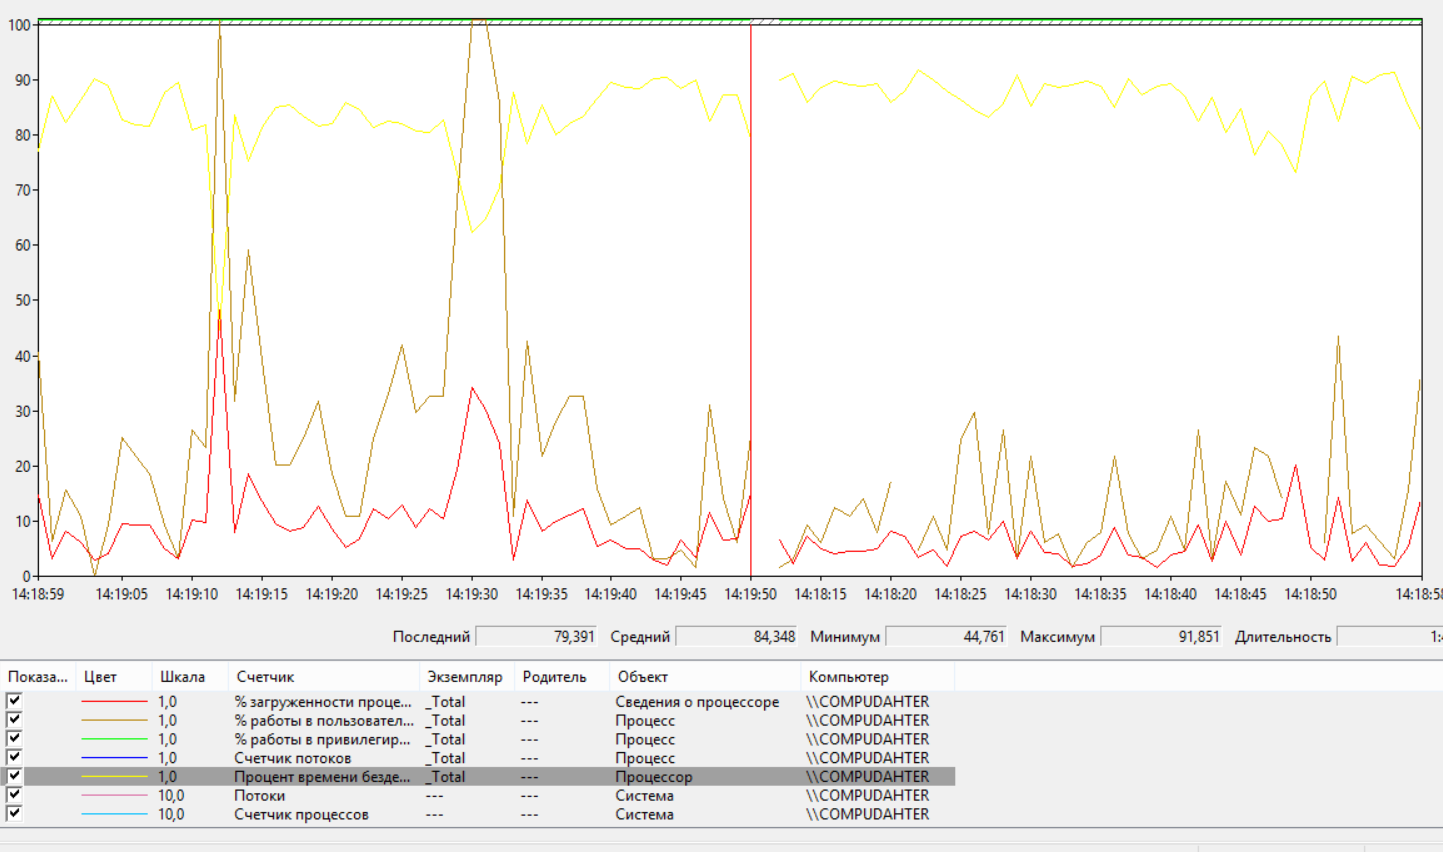 100
90
80
70
60
50
40
30
20
10
0
14:18:59 14:19:05 14:19:10 14:19:15 14:19:20 14:19:25 14:19:30 14:19:35 14:19:40 14:19:45 14:19:50 14:18:15 14:18:20 14:18:25 14:18:30 14:18:35 14:18:40 14:18:45 14:18:50 14:18:58
Последний 79,391 Средний 84,348 Минимум 44,761 Максимум 91,851 Длительность 1:
Показа... Цвет Шкала Счетчик Экземпляр Родитель Объект Компьютер
1,0 % загруженности проце... _Total --- Сведения о процессоре \\COMPUDAHTER
1,0 % работы в пользовател... _Total --- Процесс \\COMPUDAHTER
1,0 % работы в привилегир... _Total --- Процесс \\COMPUDAHTER
1,0 Счетчик потоков _Total --- Процесс \\COMPUDAHTER
1,0 Процент времени безде... _Total --- Процессор \\COMPUDAHTER
10,0 Потоки --- --- Система \\COMPUDAHTER
10,0 Счетчик процессов --- --- Система \\COMPUDAHTER